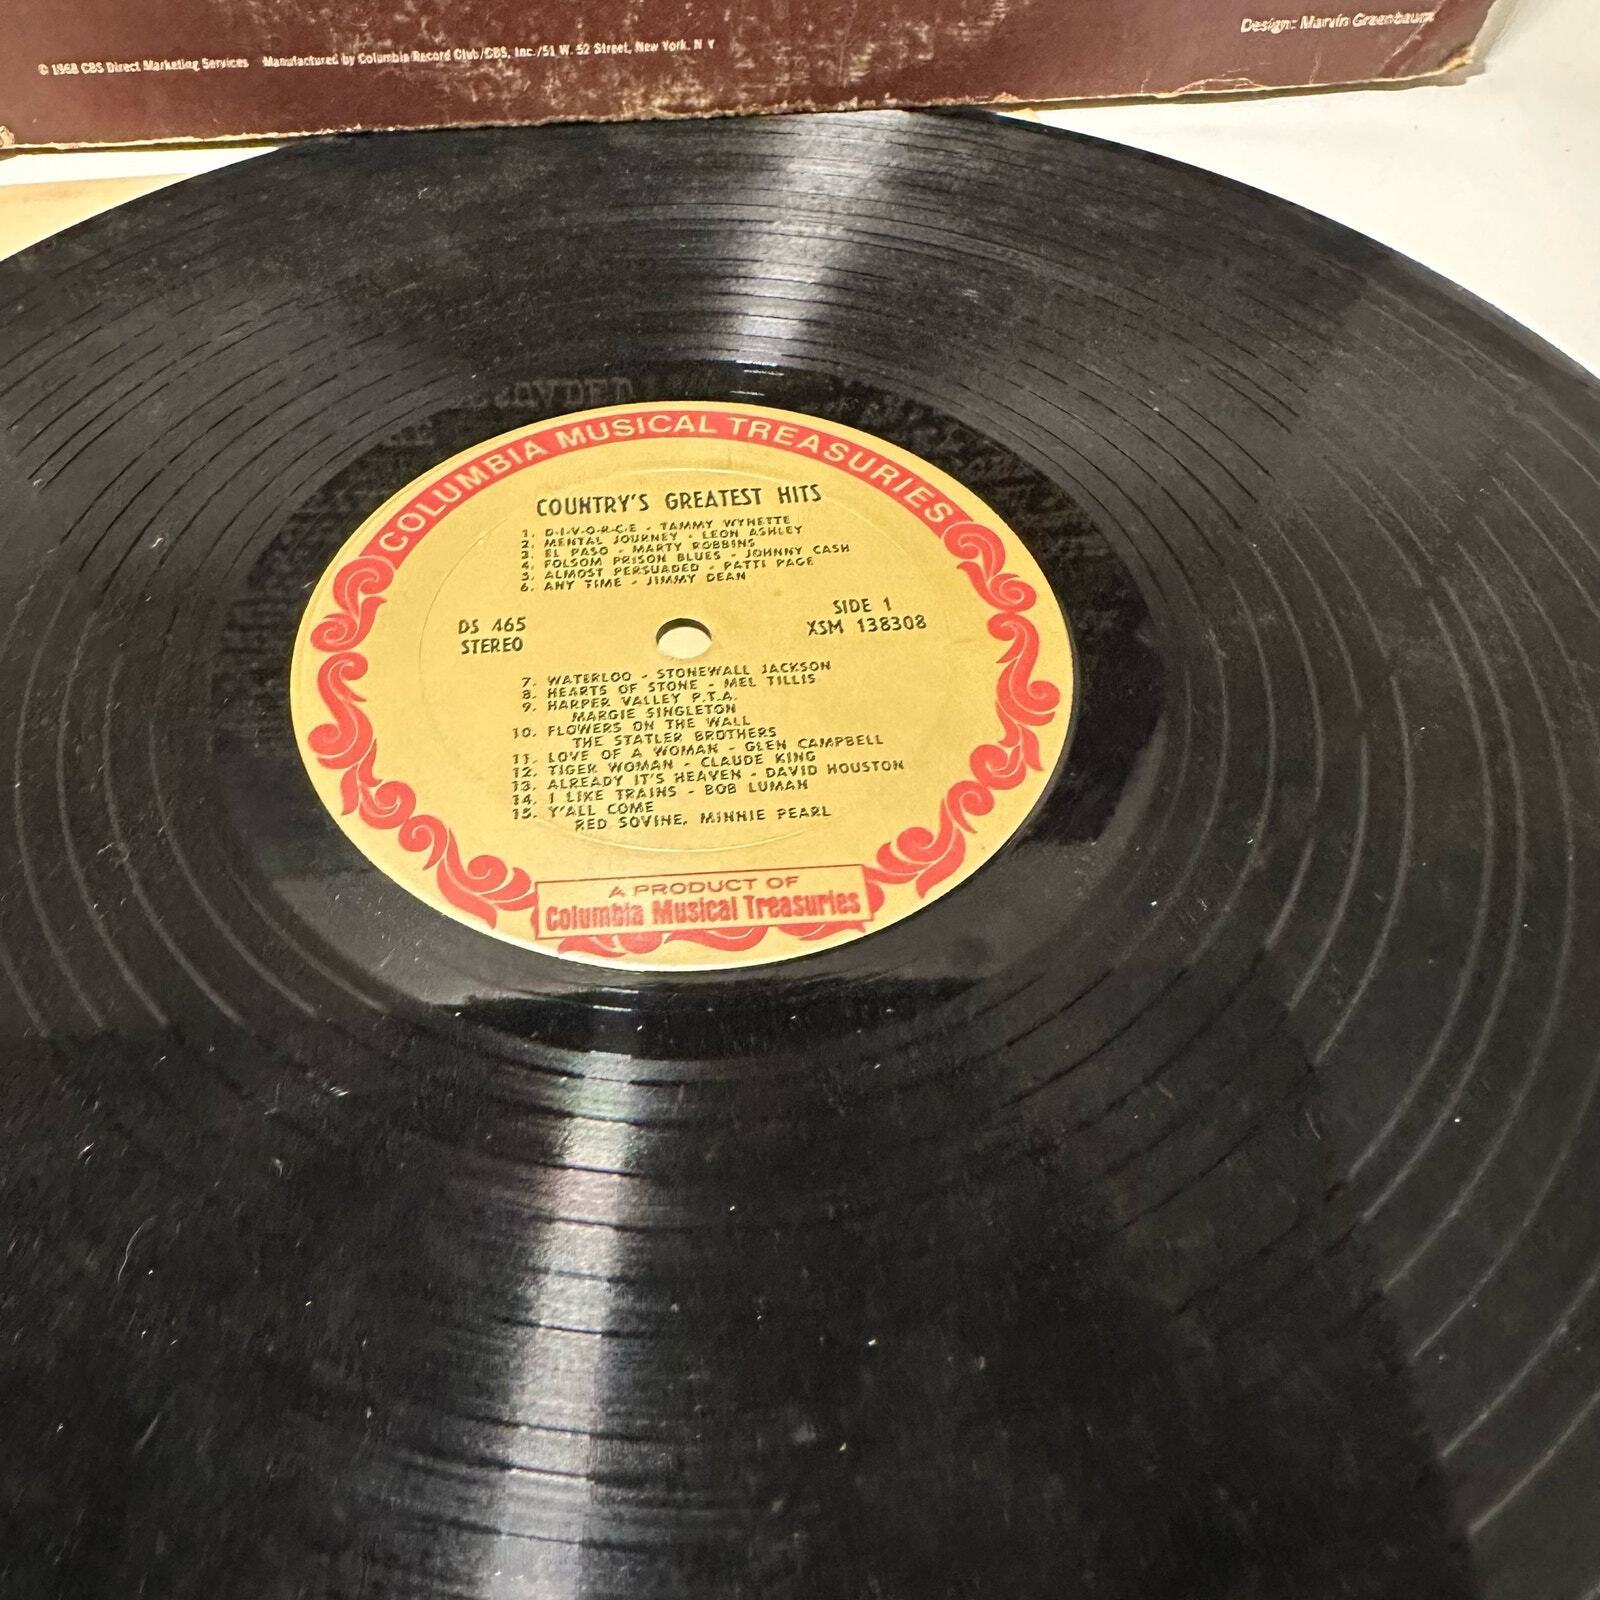 Design: Marvin Greenbaum
© 1968 CBS Direct Marketing Services Manufactured by Columbia Record Club/CBS, Inc./51 W. 52 Street, New York, N Y
COLUMBIA MUSICAL TREASURIES
COUNTRY'S GREATEST HITS
1. D-I-V-O-R-C-E - TAMMY WYNETTE
2. MENTAL JOURNEY - LEON ASHLEY
3. EL PASO - MARTY ROBBINS
4. FOLSOM PRISON BLUES - JOHNNY CASH
5. ALMOST PERSUADED - PATTI PAGE
6. ANY TIME - JIMMY DEAN
DS 465
STEREO
SIDE 1
XSM 138308
7. WATERLOO - STONEWALL JACKSON
8. HEARTS OF STONE - MEL TILLIS
9. HARPER VALLEY P.T.A.
MARGIE SINGLETON
10. FLOWERS ON THE WALL
THE STATLER BROTHERS
11. LOVE OF A WOMAN - GLEN CAMPBELL
12. TIGER WOMAN - CLAUDE KING
13. ALREADY IT'S HEAVEN - DAVID HOUSTON
14. I LIKE TRAINS - BOB LUMAN
15. Y'ALL COME
RED SOVINE, MINNIE PEARL
A PRODUCT OF
Columbia Musical Treasuries